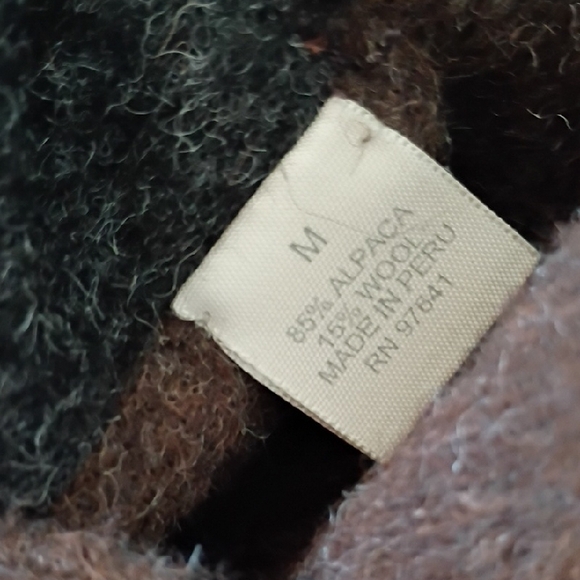 M
85% ALPACA
15% WOOL
MADE IN PERU
RN 97641